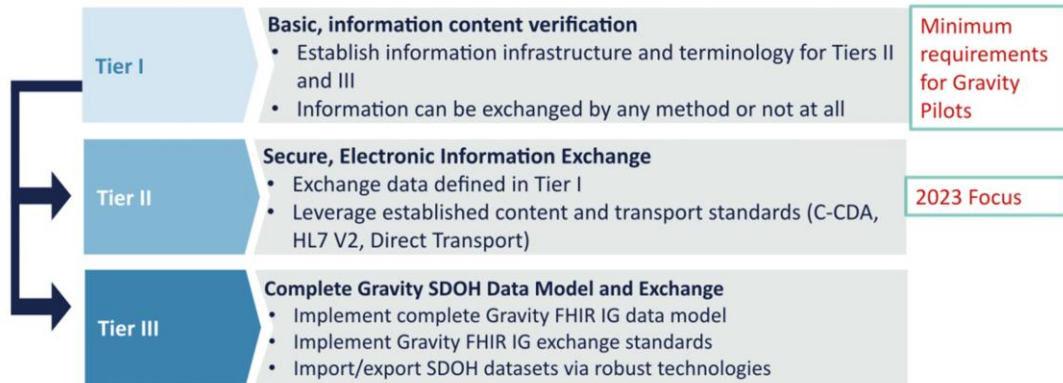 Tier I
Basic, information content verification
• Establish information infrastructure and terminology for Tiers II
and III
• Information can be exchanged by any method or not at all
Minimum
requirements
for Gravity
Pilots
Tier II
Secure, Electronic Information Exchange
• Exchange data defined in Tier I
• Leverage established content and transport standards (C-CDA,
HL7 V2, Direct Transport)
2023 Focus
Tier III
Complete Gravity SDOH Data Model and Exchange
• Implement complete Gravity FHIR IG data model
• Implement Gravity FHIR IG exchange standards
• Import/export SDOH datasets via robust technologies